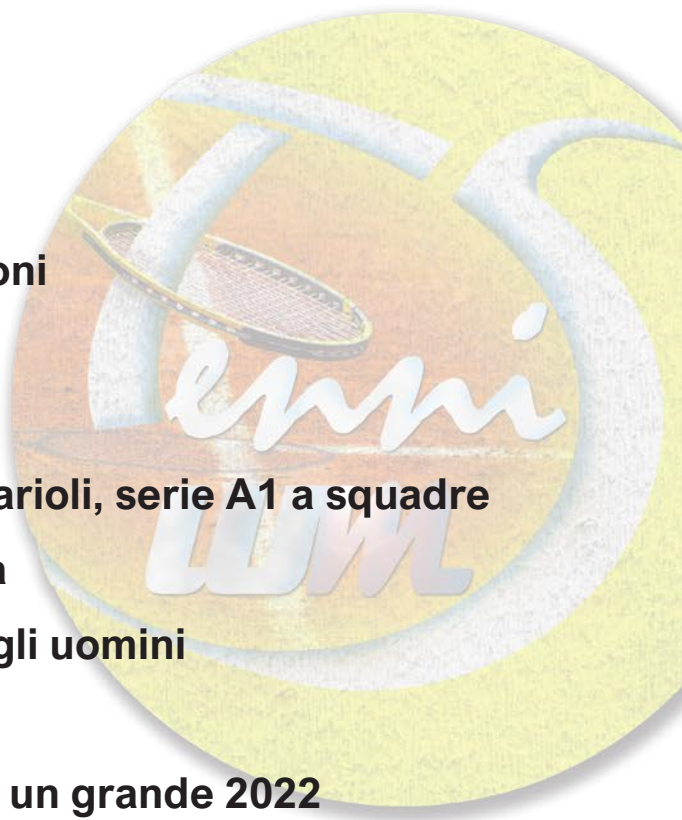 oni
enni
arioli, serie A1 a squadre
a
gli uomini
un grande 2022